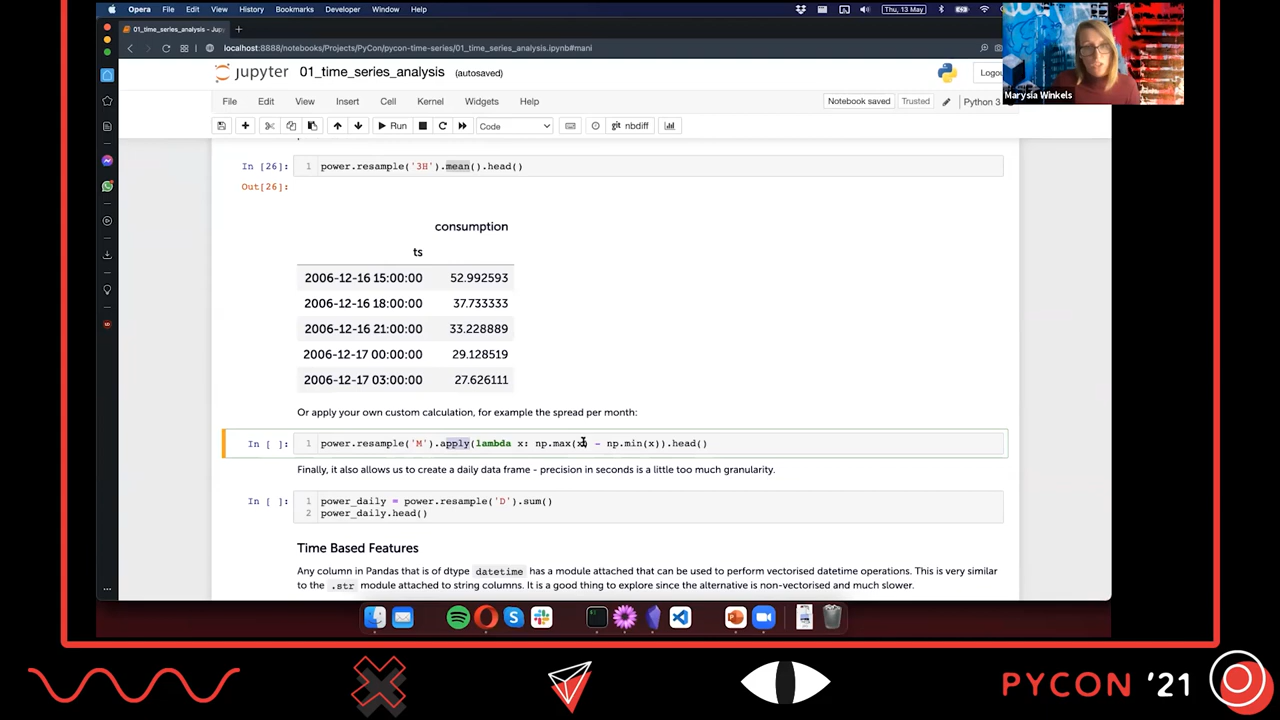 Opera File Edit View History Bookmarks Developer Window Help Thu, 13 May
01_time_series_analysis - Jup
localhost:8888/notebooks/Projects/PyCon/pycon-time-series/01_time_series_analysis.ipynb#mani
Marysia Winkels
jupyter 01_time_series_analysis (autosaved)
Logou
File Edit View Insert Cell Kernel Widgets Help
Notebook saved Trusted Python 3
Run Code git nbdiff
In [26]: 1 power.resample('3H').mean().head()
Out[26]:
consumption
ts
2006-12-16 15:00:00 52.992593
2006-12-16 18:00:00 37.733333
2006-12-16 21:00:00 33.228889
2006-12-17 00:00:00 29.128519
2006-12-17 03:00:00 27.626111
Or apply your own custom calculation, for example the spread per month:
In [ ]: 1 power.resample('M').apply(lambda x: np.max(x) - np.min(x)).head()
Finally, it also allows us to create a daily data frame - precision in seconds is a little too much granularity.
In [ ]: 1 power_daily = power.resample('D').sum()
2 power_daily.head()
Time Based Features
Any column in Pandas that is of dtype datetime has a module attached that can be used to perform vectorised datetime operations. This is very similar
to the .str module attached to string columns. It is a good thing to explore since the alternative is non-vectorised and much slower.
PYCON '21